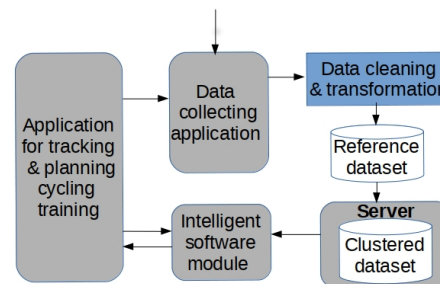 Data cleaning
& transformation
Data
collecting
application
Application
for tracking
& planning
cycling
training
Reference
dataset
Server
Intelligent
software
module
Clustered
dataset